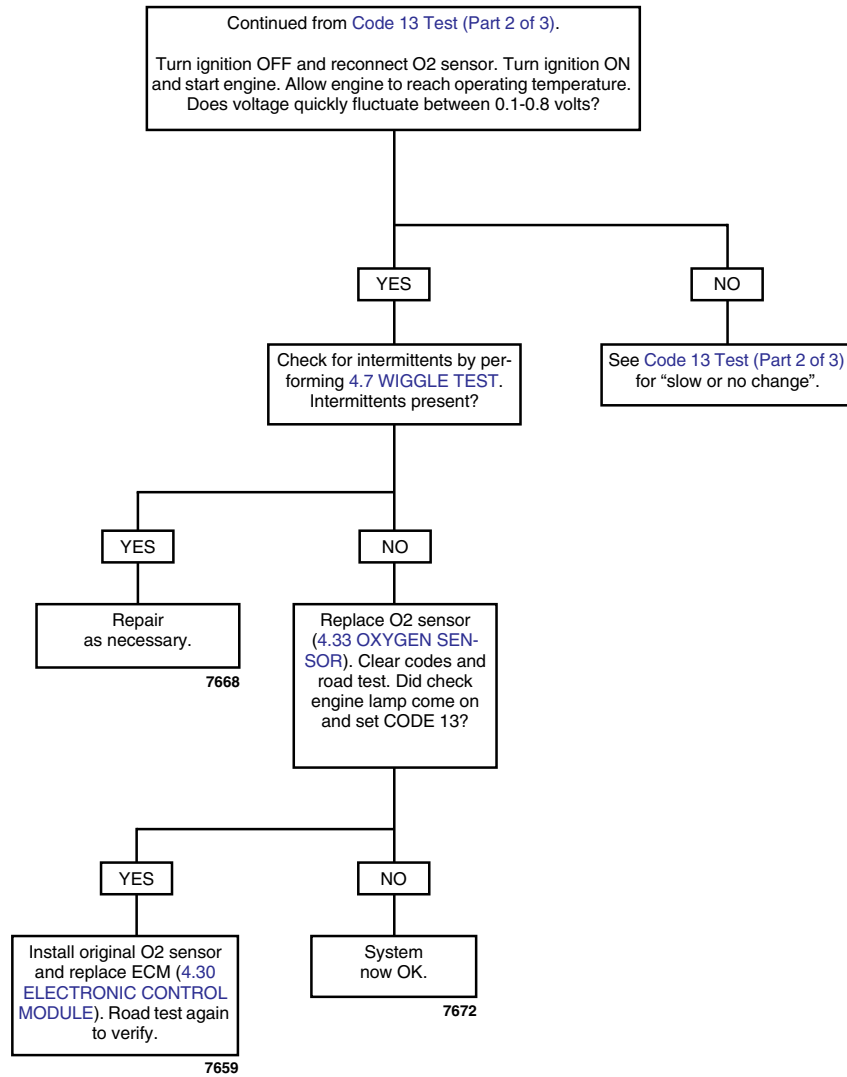 Continued from Code 13 Test (Part 2 of 3).
Turn ignition OFF and reconnect O2 sensor. Turn ignition ON
and start engine. Allow engine to reach operating temperature.
Does voltage quickly fluctuate between 0.1-0.8 volts?
YES
NO
Check for intermittents by per-
forming 4.7 WIGGLE TEST.
Intermittents present?
See Code 13 Test (Part 2 of 3)
for “slow or no change”.
YES
NO
Repair
as necessary.
7668
Replace O2 sensor
(4.33 OXYGEN SEN-
SOR). Clear codes and
road test. Did check
engine lamp come on
and set CODE 13?
YES
NO
Install original O2 sensor
and replace ECM (4.30
ELECTRONIC CONTROL
MODULE). Road test again
to verify.
7659
System
now OK.
7672